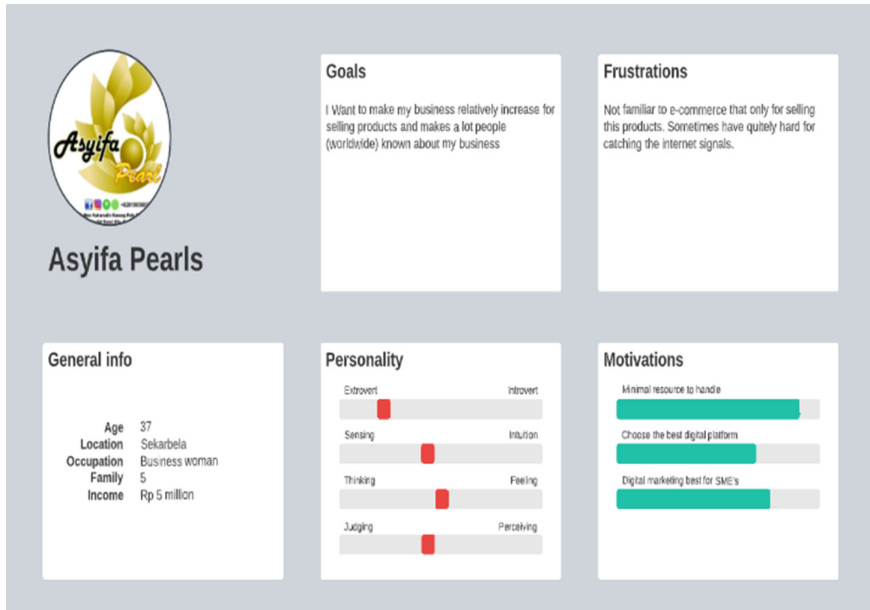 Asyifa
Pearl
Asyifa Pearls
Goals
I Want to make my business relatively increase for
selling products and makes a lot people
(worldwide) known about my business
Frustrations
Not familiar to e-commerce that only for selling
this products. Sometimes have quitely hard for
catching the internet signals.
General info
Age 37
Location Sekarbela
Occupation Business woman
Family 5
Income Rp 5 million
Personality
Extrovert Introvert
Sensing Intuition
Thinking Feeling
Judging Perceiving
Motivations
Minimal resource to handle
Choose the best digital platform
Digital marketing best for SME's